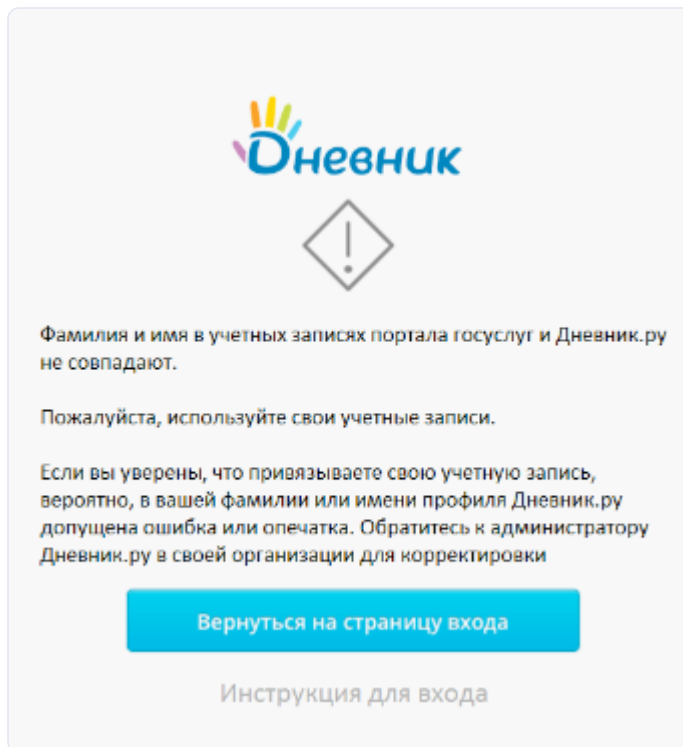 Дневник
Фамилия и имя в учетных записях портала госуслуг и Дневник.ру
не совпадают.
Пожалуйста, используйте свои учетные записи.
Если вы уверены, что привязываете свою учетную запись,
вероятно, в вашей фамилии или имени профиля Дневник.ру
допущена ошибка или опечатка. Обратитесь к администратору
Дневник.ру в своей организации для корректировки
Вернуться на страницу входа
Инструкция для входа